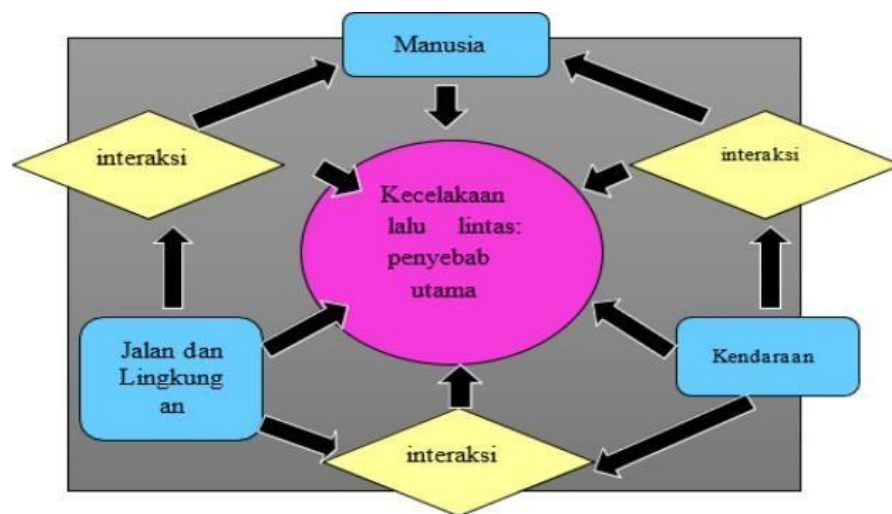 Manusia
interaksi
interaksi
Kecelakaan
lalu lintas:
penyebab
utama
Jalan dan
Lingkung
an
Kendaraan
interaksi